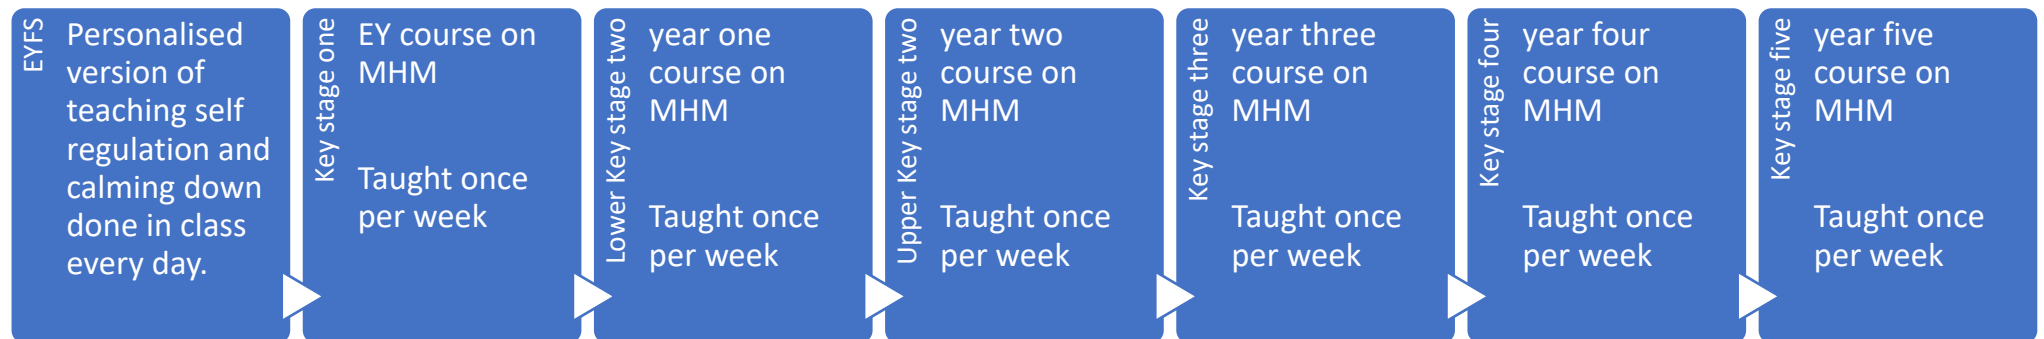 EYFS
Personalised
version of
teaching self
regulation and
calming down
done in class
every day.
Key stage one
EY course on
MHM
Taught once
per week
Lower Key stage two
year one
course on
MHM
Taught once
per week
Upper Key stage two
year two
course on
MHM
Taught once
per week
Key stage three
year three
course on
MHM
Taught once
per week
Key stage four
year four
course on
MHM
Taught once
per week
Key stage five
year five
course on
MHM
Taught once
per week